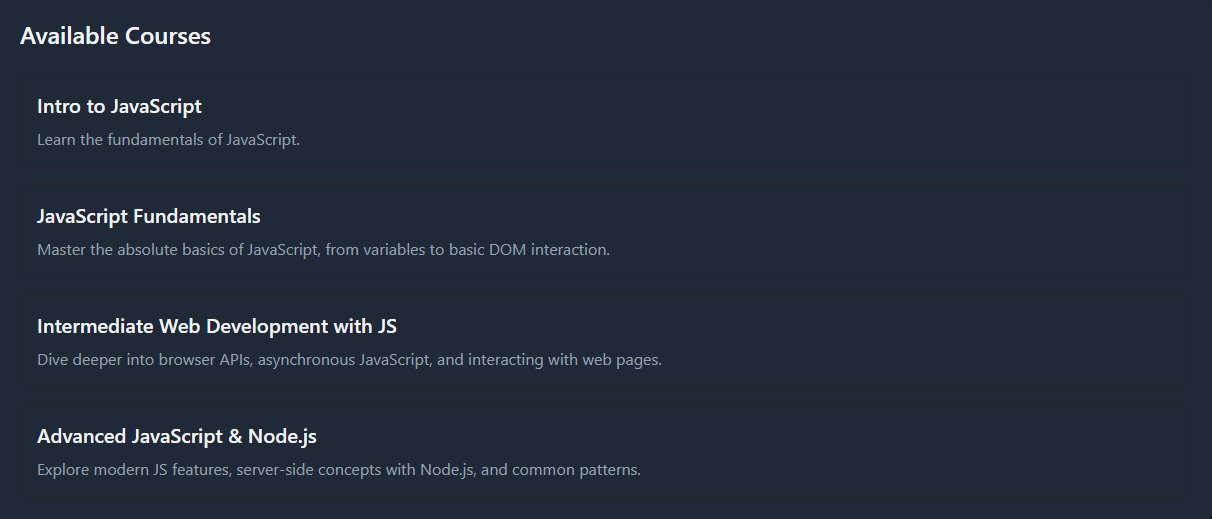 Available Courses
Intro to JavaScript
Learn the fundamentals of JavaScript.
JavaScript Fundamentals
Master the absolute basics of JavaScript, from variables to basic DOM interaction.
Intermediate Web Development with JS
Dive deeper into browser APIs, asynchronous JavaScript, and interacting with web pages.
Advanced JavaScript & Node.js
Explore modern JS features, server-side concepts with Node.js, and common patterns.